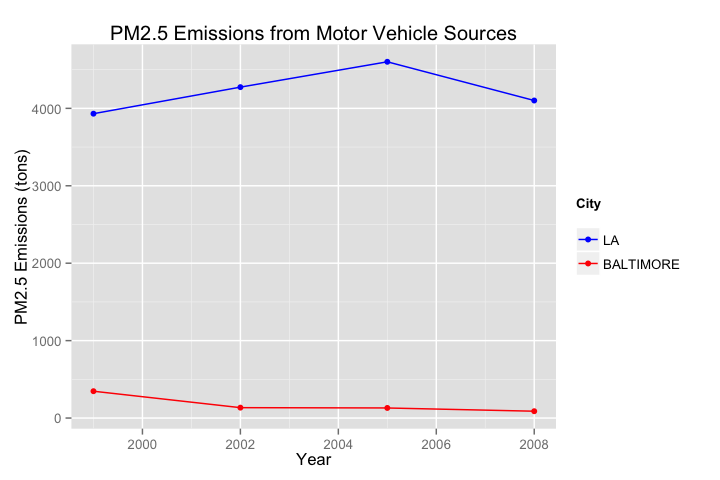 PM2.5 Emissions from Motor Vehicle Sources
PM2.5 Emissions (tons)
4000
3000
2000
1000
0
2000
2002
2004
2006
2008
Year
City
LA
BALTIMORE